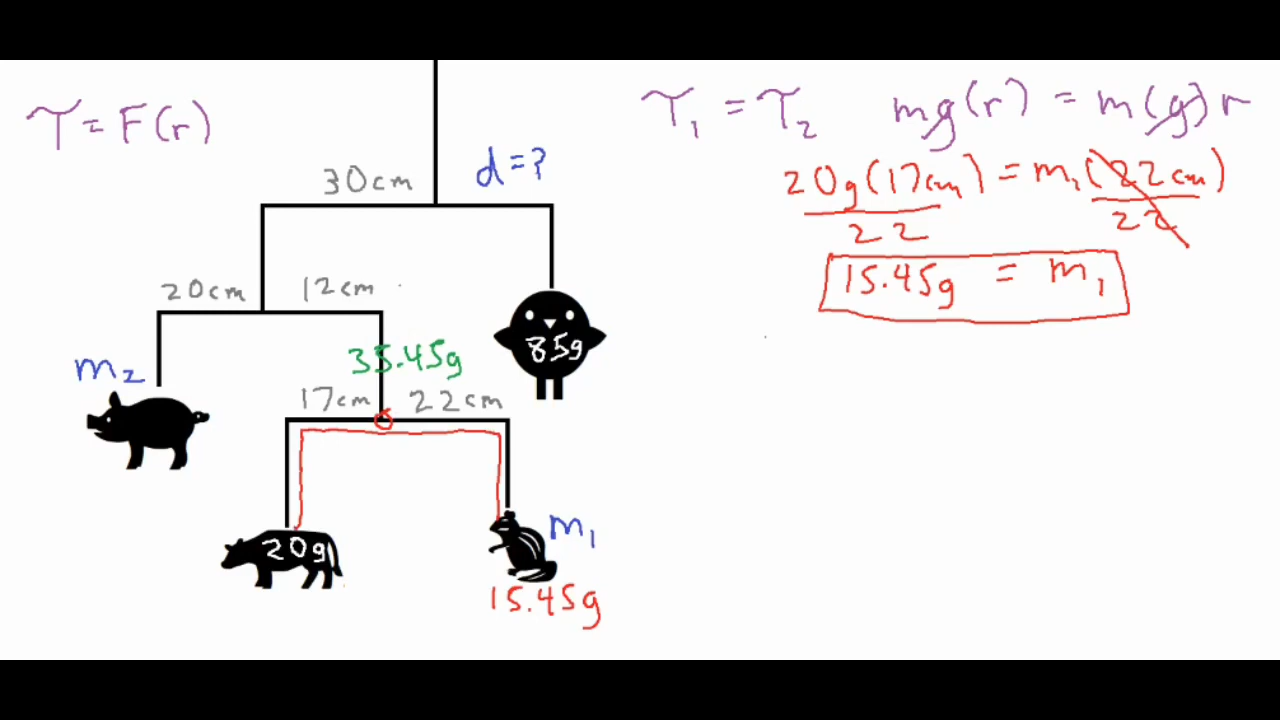 τ = F(r)
τ₁ = τ₂
mg(r) = m(g)r
30cm
d = ?
20g(17cm) = m₁(22cm)
22
22
15.45g = m₁
20cm
12cm
85g
m₂
35.45g
17cm
22cm
20g
m₁
15.45g